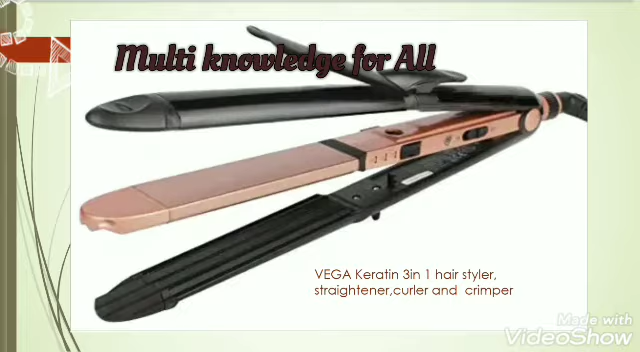 Multi knowledge for All
VEGA Keratin 3in 1 hair styler,
straightener,curler and crimper
Made with
VideoShow